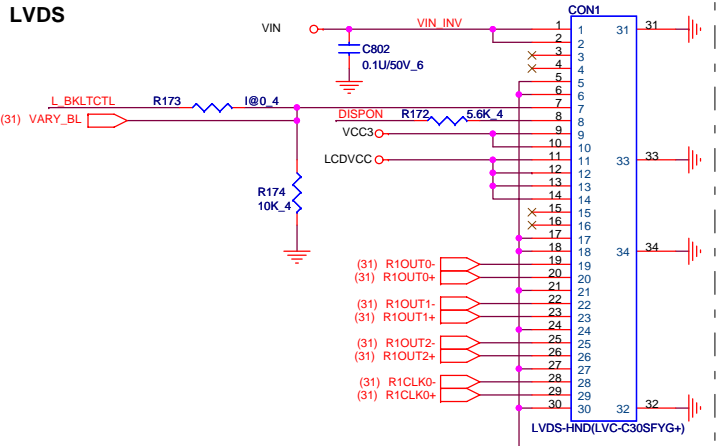 LVDS
CON1
VIN
VIN_INV
1 1 31 31
2 2
C802
0.1U/50V_6
3 3
4 4
5 5
6 6
L_BKLTCTL R173 I@0_4
7 7
(31) VARY_BL
DISPON R172 5.6K_4
8 8
VCC3
9 9
10 10
LCDVCC
11 11 33 33
12 12
13 13
14 14
R174
10K_4
15 15
16 16
17 17
18 18 34 34
(31) R1OUT0- 19 19
(31) R1OUT0+ 20 20
21 21
(31) R1OUT1- 22 22
(31) R1OUT1+ 23 23
24 24
(31) R1OUT2- 25 25
(31) R1OUT2+ 26 26
27 27
(31) R1CLK0- 28 28
(31) R1CLK0+ 29 29
30 30 32 32
LVDS-HND(LVC-C30SFYG+)